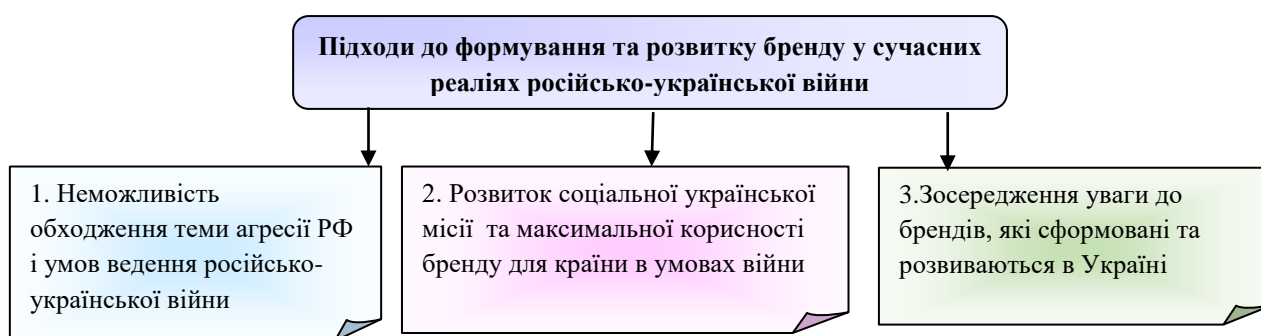 Підходи до формування та розвитку бренду у сучасних
реаліях російсько-української війни
1. Неможливість
обходження теми агресії РФ
і умов ведення російсько-
української війни
2. Розвиток соціальної української
місії та максимальної корисності
бренду для країни в умовах війни
3.Зосередження уваги до
брендів, які сформовані та
розвиваються в Україні